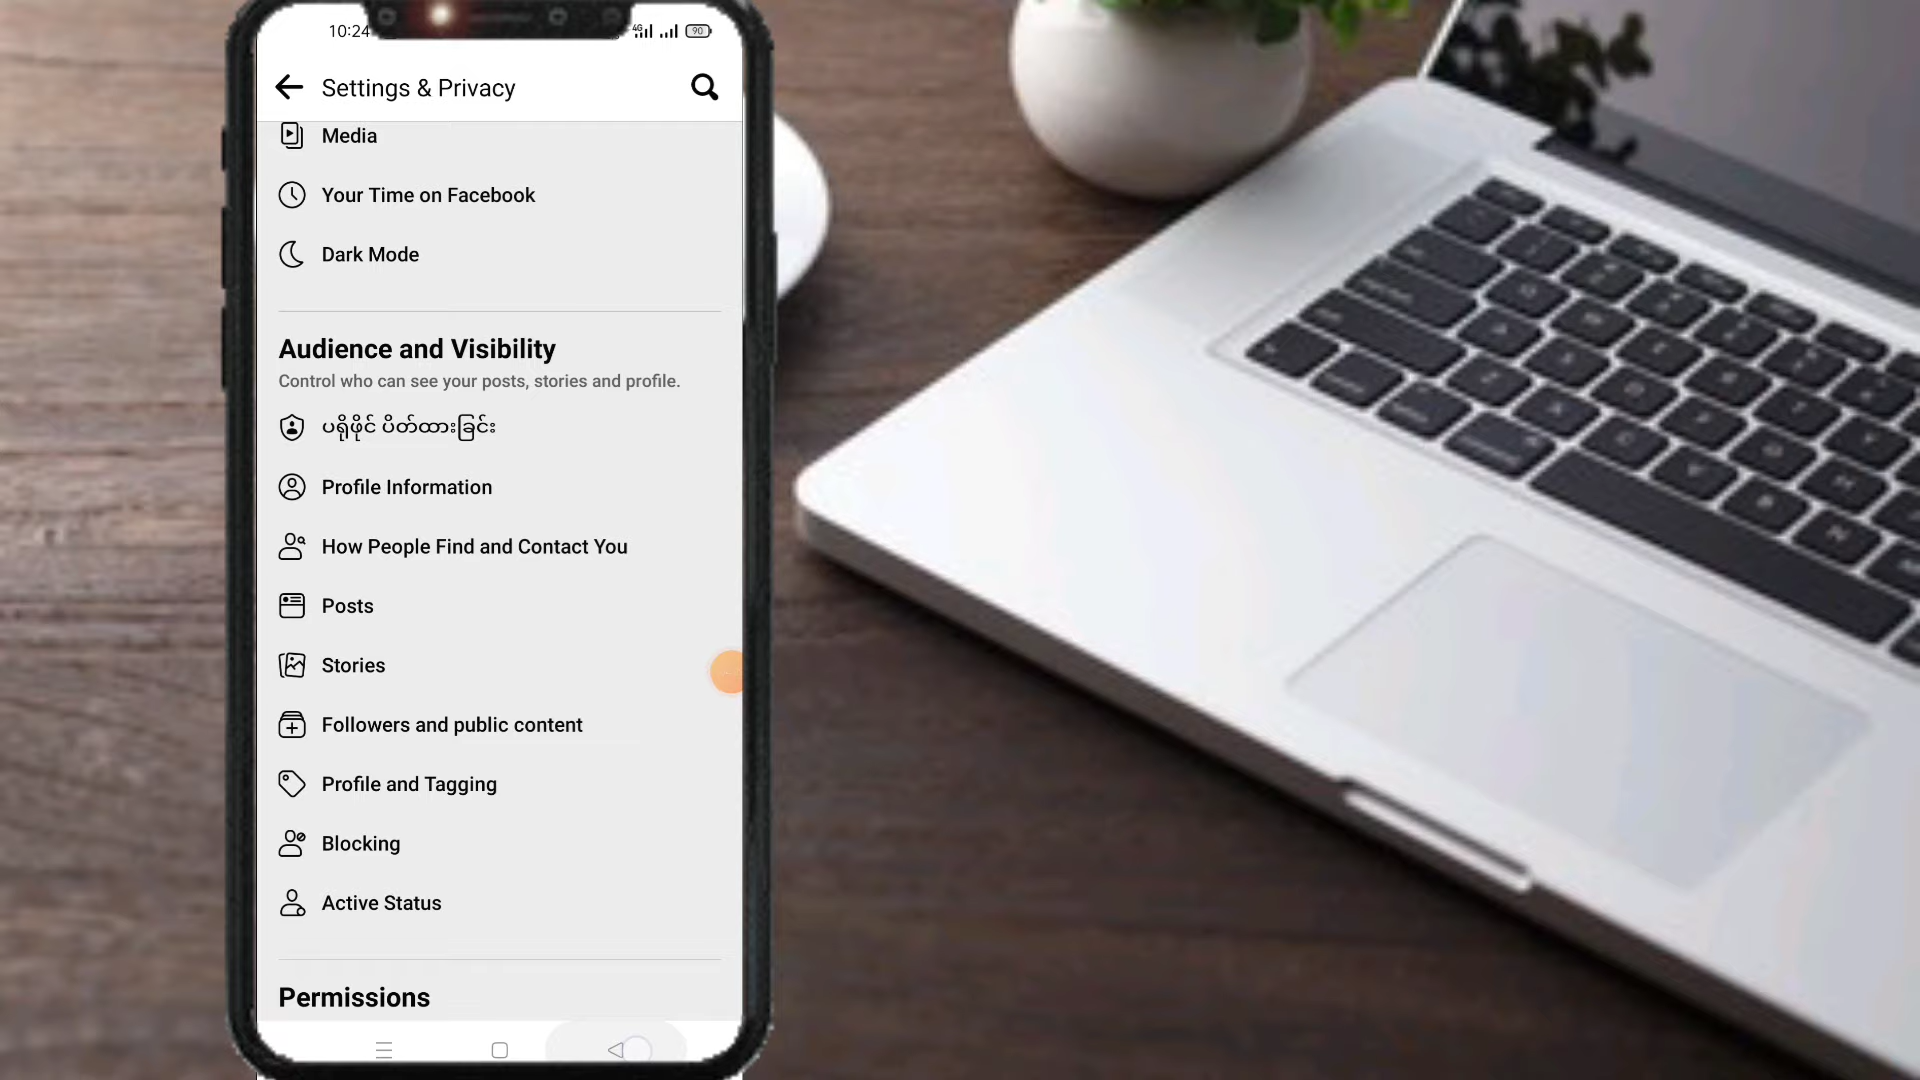 10:24
4G
90
Settings & Privacy
Media
Your Time on Facebook
Dark Mode
Audience and Visibility
Control who can see your posts, stories and profile.
ပရိုဖိုင် ပိတ်ထားခြင်း
Profile Information
How People Find and Contact You
Posts
Stories
Followers and public content
Profile and Tagging
Blocking
Active Status
Permissions